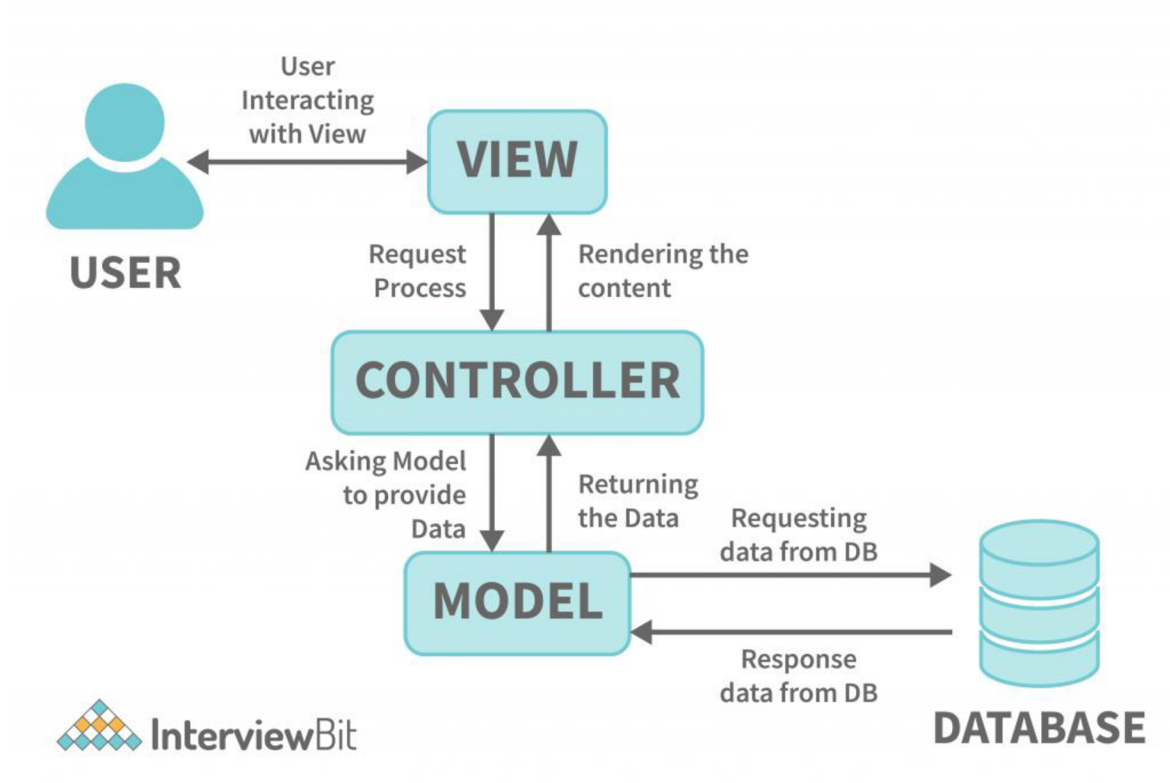 User
Interacting
with View
VIEW
USER
Request
Process
Rendering the
content
CONTROLLER
Asking Model
to provide
Data
Returning
the Data
Requesting
data from DB
MODEL
Response
data from DB
DATABASE
InterviewBit